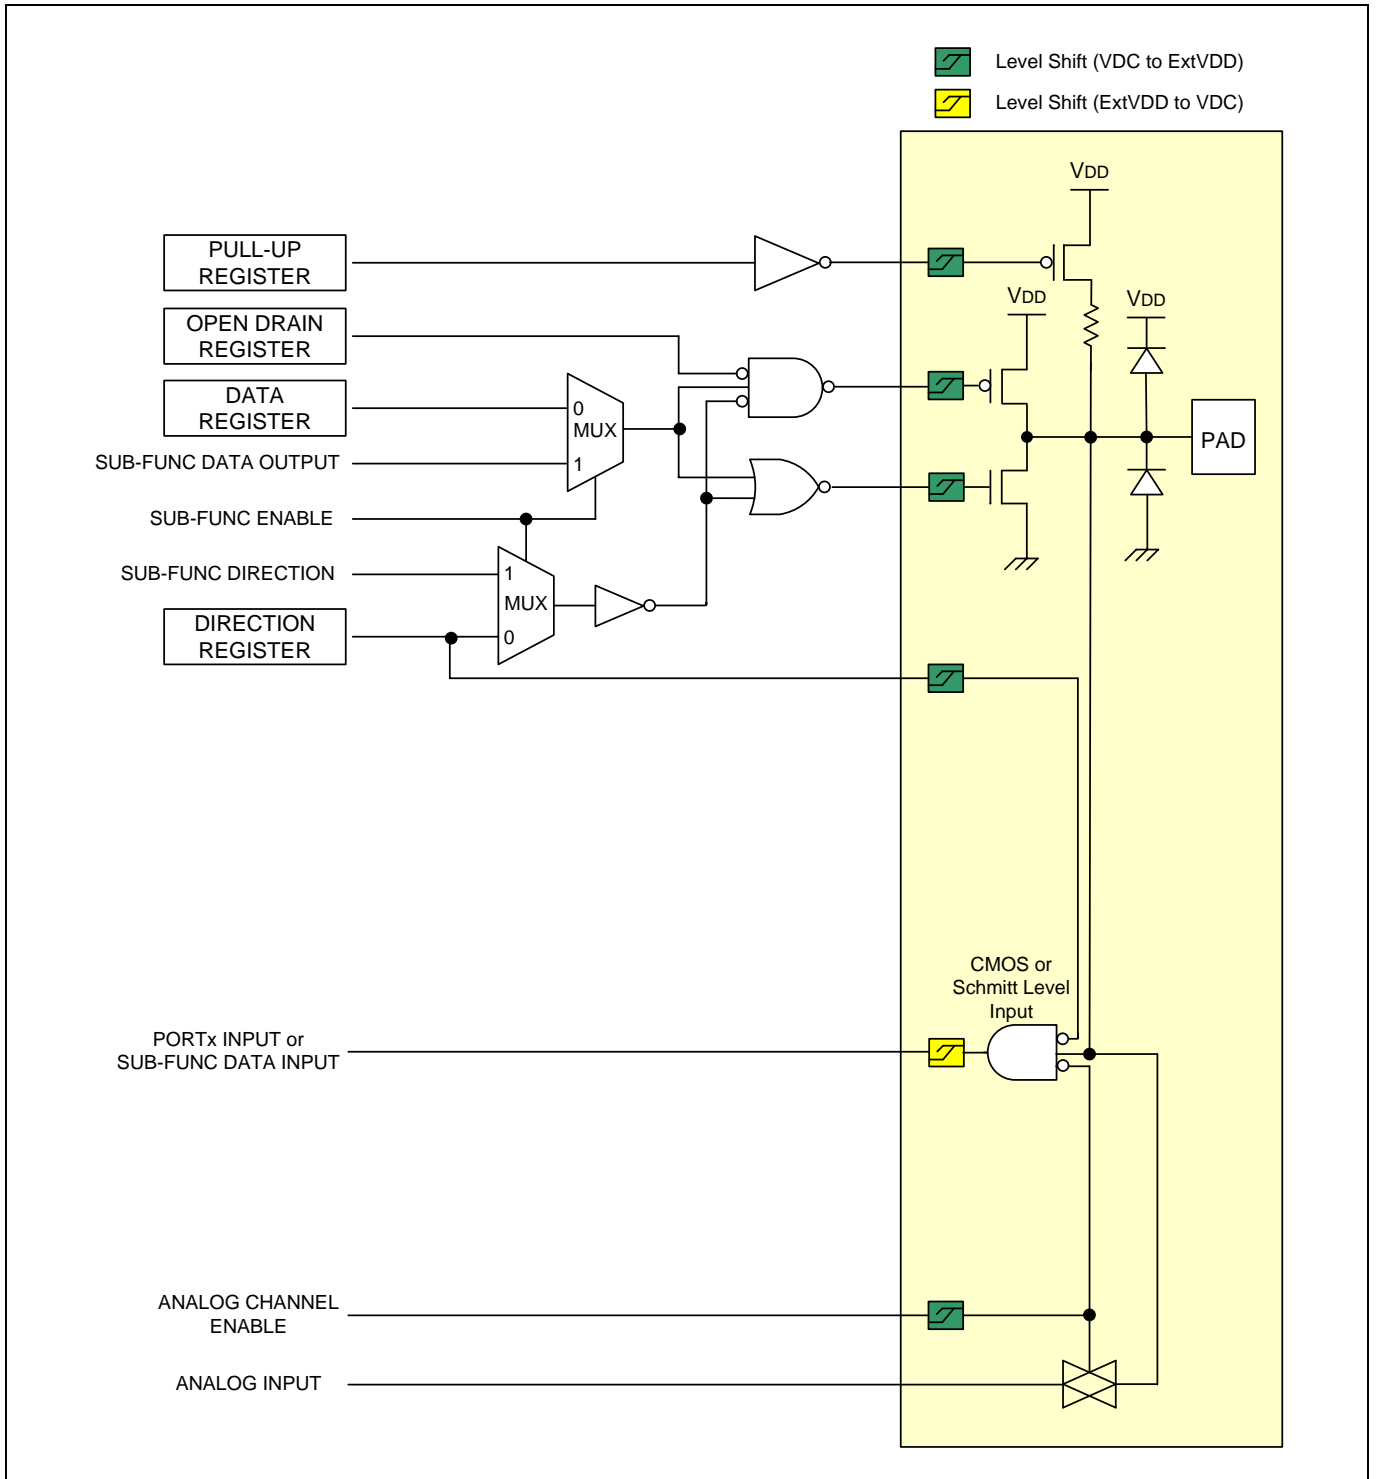 Level Shift (VDC to ExtVDD)
Level Shift (ExtVDD to VDC)
VDD
PULL-UP
REGISTER
VDD
VDD
OPEN DRAIN
REGISTER
DATA
REGISTER
0
MUX
1
PAD
SUB-FUNC DATA OUTPUT
SUB-FUNC ENABLE
SUB-FUNC DIRECTION
1
MUX
0
DIRECTION
REGISTER
CMOS or
Schmitt Level
Input
PORTx INPUT or
SUB-FUNC DATA INPUT
ANALOG CHANNEL
ENABLE
ANALOG INPUT